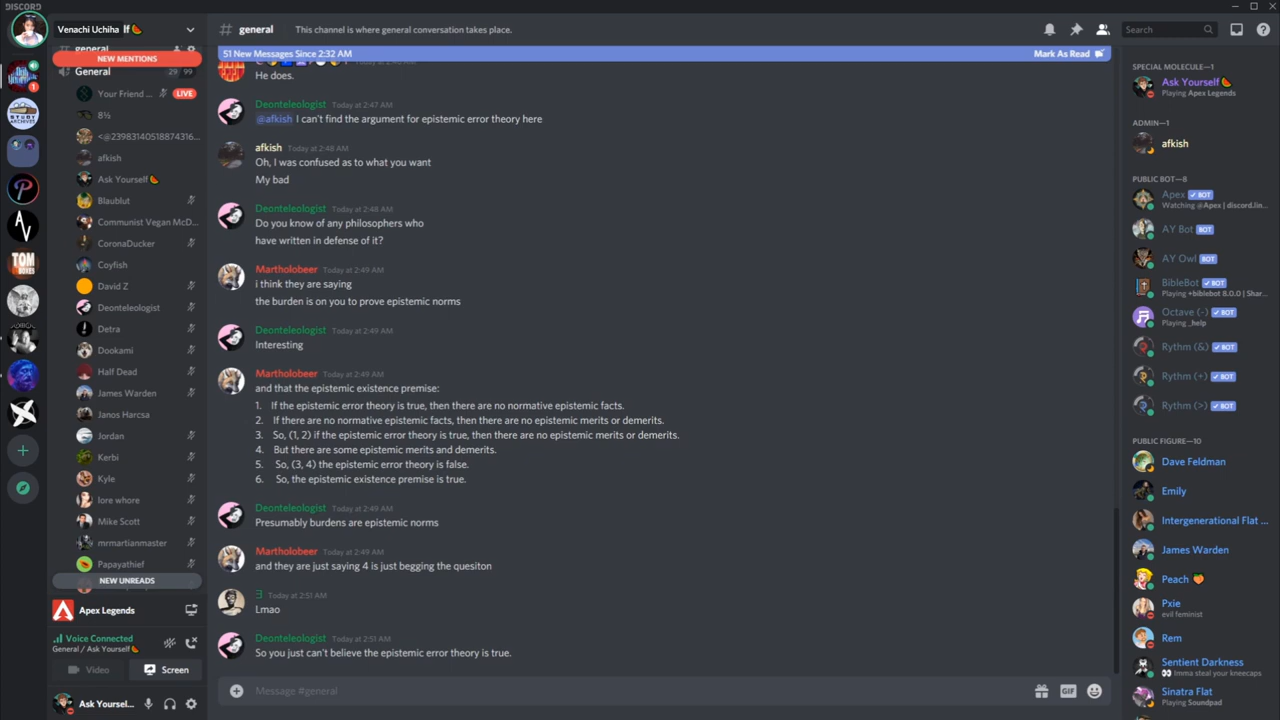 DISCORD
Venachi Uchiha lf
general
NEW MENTIONS
General
29 99
Your Friend ...
LIVE
8½
<@23983140518874316...
afkish
Ask Yourself
Blaublut
Communist Vegan McD...
CoronaDucker
Coyfish
David Z
Deonteleologist
Detra
Dookami
Half Dead
James Warden
Janos Harcsa
Jordan
Kerbi
Kyle
lore whore
Mike Scott
mrmartianmaster
Papayathief
NEW UNREADS
Apex Legends
Voice Connected
General / Ask Yourself
Video
Screen
Ask Yoursel...
1
STUDY
ARCHIVES
TOM
BOXES
# general
This channel is where general conversation takes place.
Search
51 New Messages Since 2:32 AM
Mark As Read
He does.
Deonteleologist Today at 2:47 AM
@afkish I can't find the argument for epistemic error theory here
afkish Today at 2:48 AM
Oh, I was confused as to what you want
My bad
Deonteleologist Today at 2:48 AM
Do you know of any philosophers who
have written in defense of it?
Martholobeer Today at 2:49 AM
i think they are saying
the burden is on you to prove epistemic norms
Deonteleologist Today at 2:49 AM
Interesting
Martholobeer Today at 2:49 AM
and that the epistemic existence premise:
1. If the epistemic error theory is true, then there are no normative epistemic facts.
2. If there are no normative epistemic facts, then there are no epistemic merits or demerits.
3. So, (1, 2) if the epistemic error theory is true, then there are no epistemic merits or demerits.
4. But there are some epistemic merits and demerits.
5. So, (3, 4) the epistemic error theory is false.
6. So, the epistemic existence premise is true.
Deonteleologist Today at 2:49 AM
Presumably burdens are epistemic norms
Martholobeer Today at 2:49 AM
and they are just saying 4 is just begging the quesiton
Ǝ Today at 2:51 AM
Lmao
Deonteleologist Today at 2:51 AM
So you just can't believe the epistemic error theory is true.
Message #general
GIF
SPECIAL MOLECULE—1
Ask Yourself
Playing Apex Legends
ADMIN—1
afkish
PUBLIC BOT—8
Apex BOT
Watching @Apex | discord.lin...
AY Bot BOT
AY Owl BOT
BibleBot BOT
Playing +biblebot 8.0.0 | Shar...
Octave (-) BOT
Playing _help
Rythm (&) BOT
Rythm (+) BOT
Rythm (>) BOT
PUBLIC FIGURE—10
Dave Feldman
Emily
Intergenerational Flat ...
James Warden
Peach
Pxie
evil feminist
Rem
Sentient Darkness
Imma steal your kneecaps
Sinatra Flat
Playing Soundpad